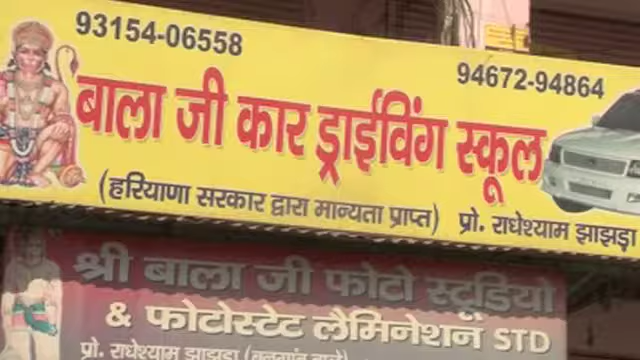 93154-06558
94672-94864
बाला जी कार ड्राईविंग स्कूल
(हरियाणा सरकार द्वारा मान्यता प्राप्त) प्रो. राधेश्याम झाझड़ा
श्री बाला जी फोटो स्टूडियो
& फोटोस्टेट लैमिनेशन STD
प्रो. राधेश्याम झाझड़ा